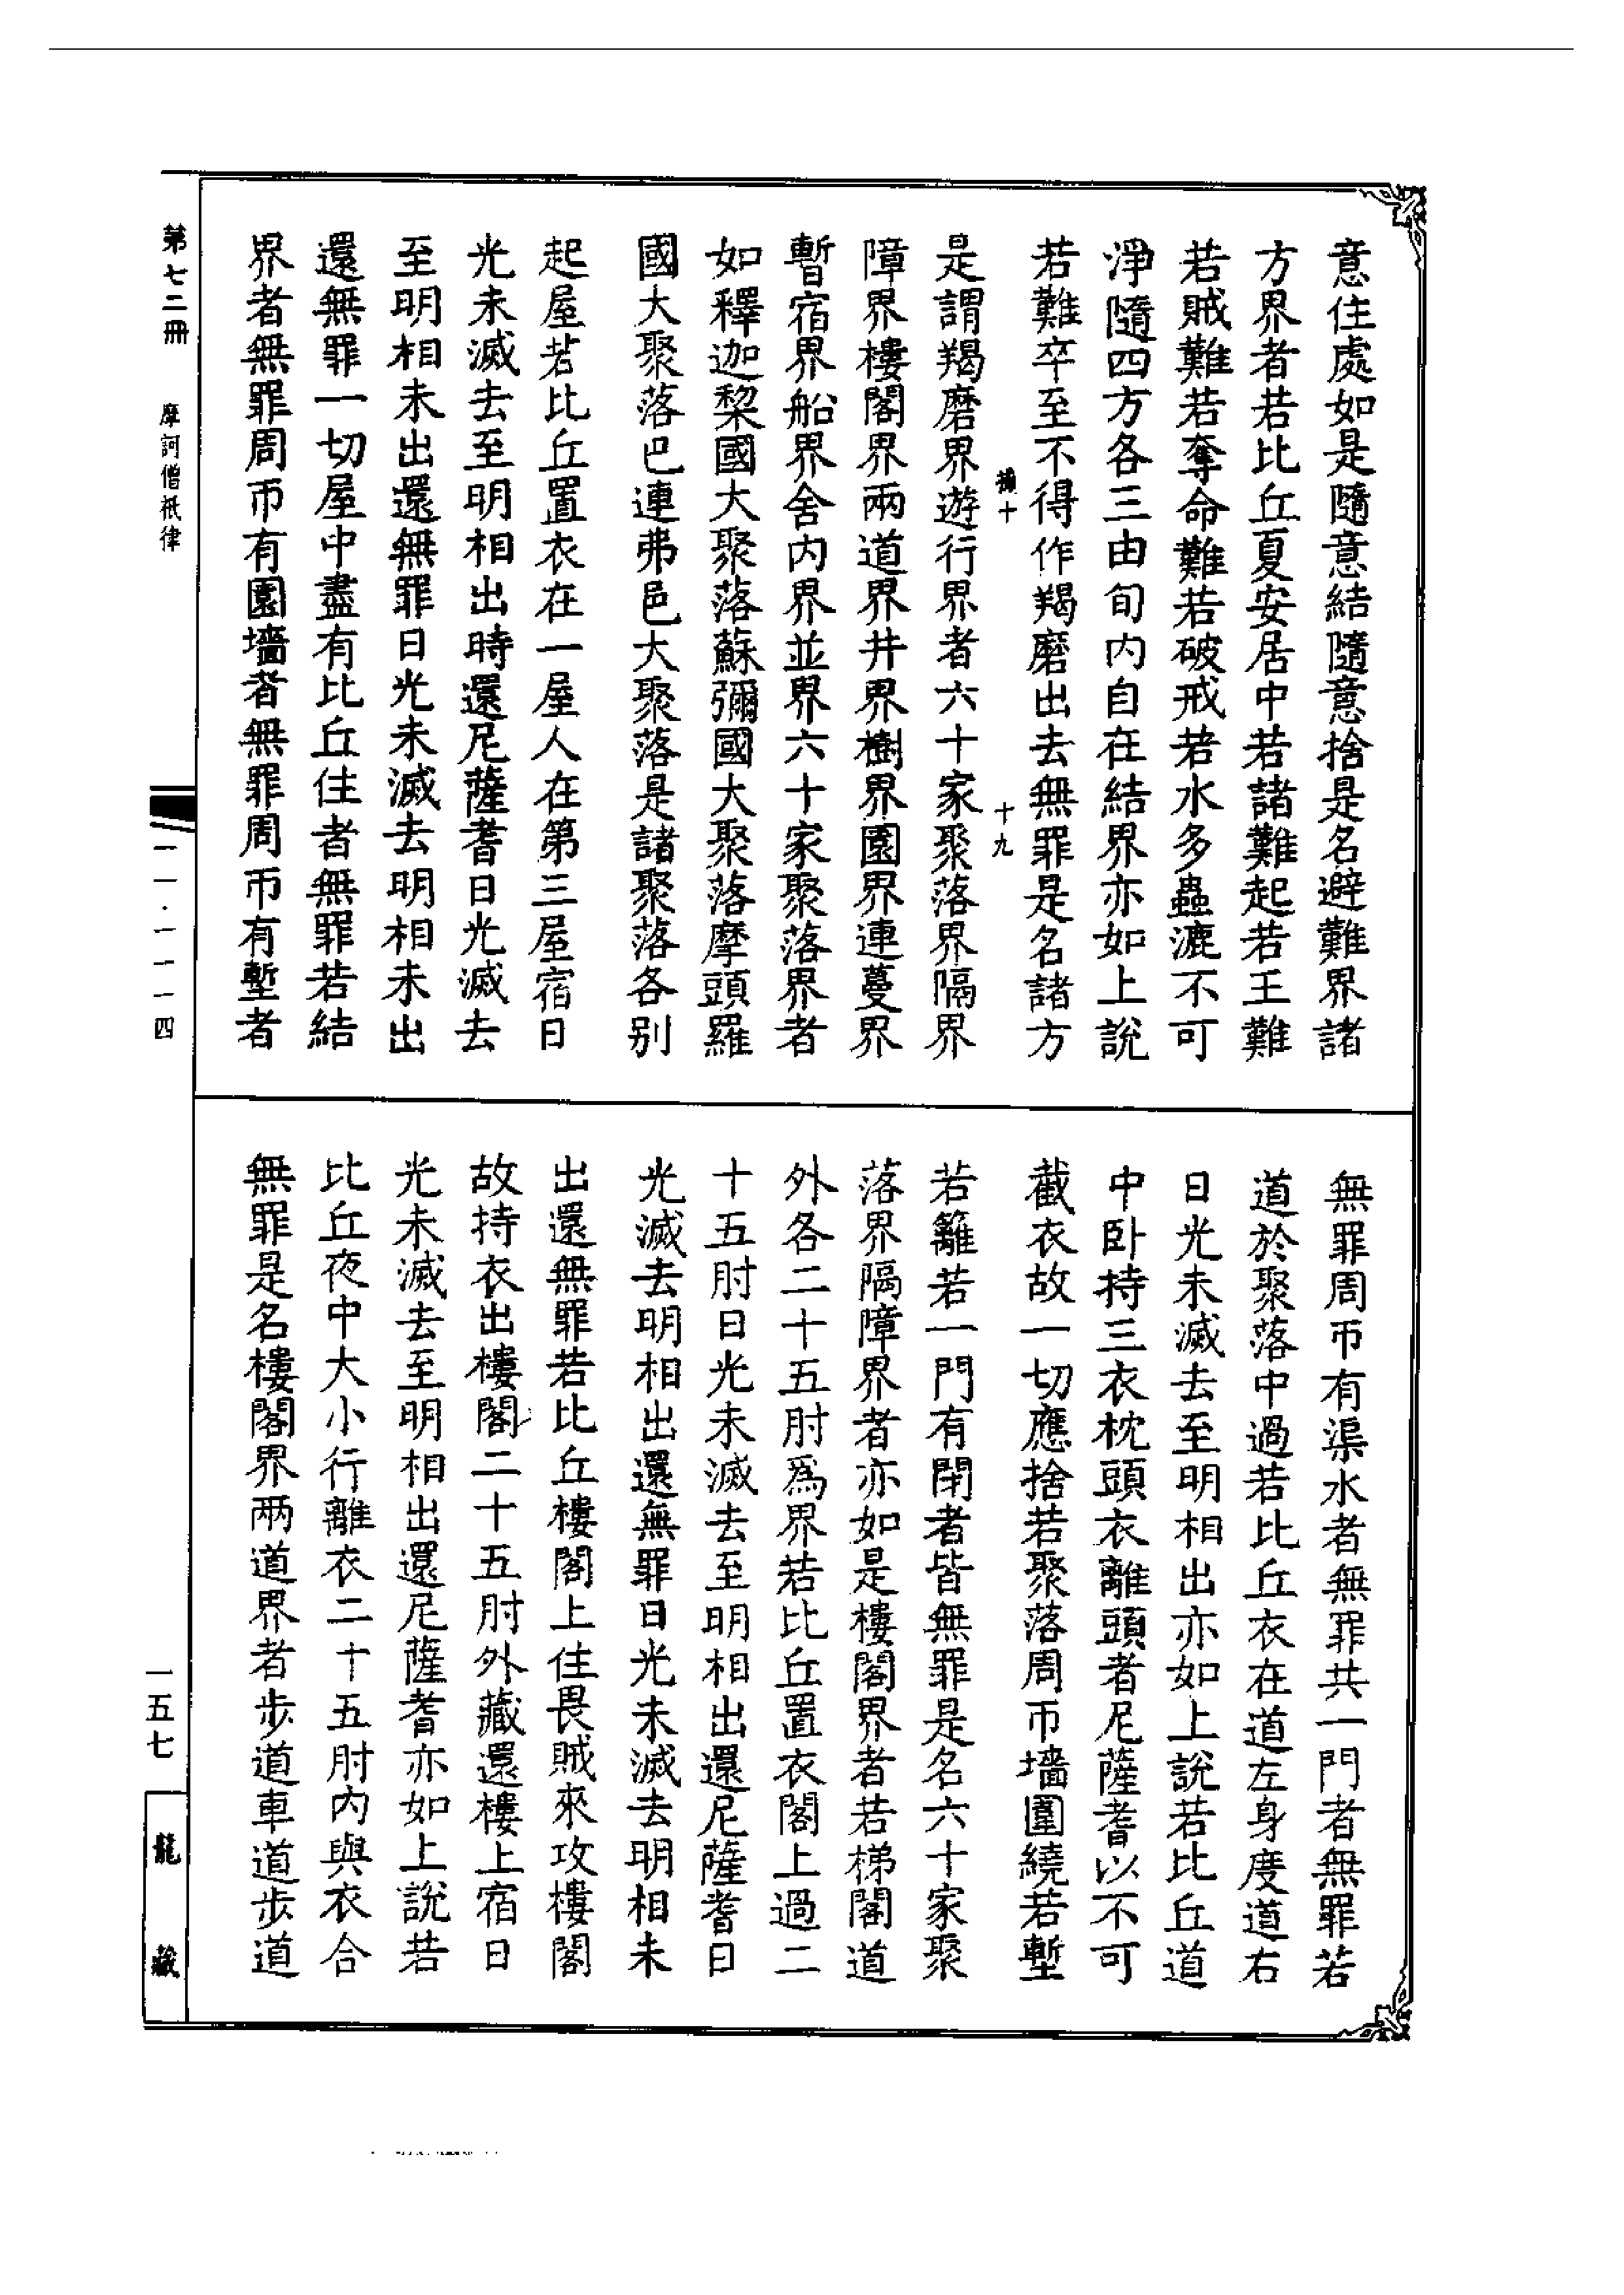 意住處如是隨意結隨意捨是名避難界諸
方界者若比丘夏安居中若諸難起若王難
若賊難若奪命難若破戒若水多蟲漉不可
淨隨四方各三由旬內自在結界亦如上說
若難卒至不得作羯磨出去無罪是名諸方
十 十九
是謂羯磨界遊行界者六十家聚落界隔界
障界樓閣界兩道界井界樹界園界連蔓界
暫宿界船界舍內界並界六十家聚落界者
如釋迦棃國大聚落蘇彌國大聚落摩頭羅
國大聚落巴連弗邑大聚落是諸聚落各別
起屋若比丘置衣在一屋人在第三屋宿日
光未滅去至明相出時還尼薩耆日光滅去
至明相未出還無罪日光未滅去明相未出
還無罪一切屋中盡有比丘住者無罪若結
界者無罪周帀有園墻者無罪周帀有塹者
無罪周帀有渠水者無罪共一門者無罪若
道於聚落中過若比丘衣在道左身度道右
日光未滅去至明相出亦如上說若比丘道
中卧持三衣枕頭衣離頭者尼薩耆以不可
截衣故一切應捨若聚落周帀墻圍繞若塹
若籬若一門有閉者皆無罪是名六十家聚
落界隔障界者亦如是樓閣界者若梯閣道
外各二十五肘爲界若比丘置衣閣上過二
十五肘日光未滅去至明相出還尼薩耆日
光滅去明相出還無罪日光未滅去明相未
出還無罪若比丘樓閣上住畏賊來攻樓閣
故持衣出樓閣二十五肘外藏還樓上宿日
光未滅去至明相出還尼薩耆亦如上說若
比丘夜中大小行離衣二十五肘內與衣合
無罪是名樓閣界兩道界者步道車道步道
第七二冊 摩訶僧祇律
一一·一一一四
一五七
龍藏